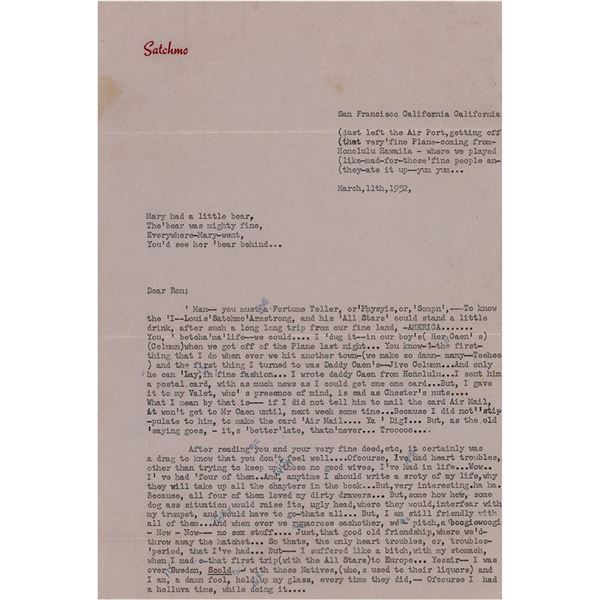 Satchmo
San Francisco California California
(just left the Air Port,getting off
(that very'fine Plane-coming from-
Honolulu Hawaiia - where we played
(like-mad-for-those'fine people an-
(they-ate it up--yum yum...
March,11th,1952,
Mary had a little bear,
The'bear was mighty fine,
Everywhere-Mary-went,
You'd see her 'bear behind...
Dear Ron;
' Man-- you must a Fortune Teller, or'Physyic,or,'Sompn',---To know
the 'I--Louis'Satchmo'Armstrong, and his 'All Stars' could stand a little
drink, after such a long long trip from our fine land, -AMERICA.......
You, ' betcha'ma'life--we could.... I 'dug it--in our boy's( Her Caen' s)
(Column)when we got off of the Plane last night... You know-?-the first-
thing that I do when ever we hit another town-(we make so damn- many--Teehee
) and the first thing I turned to was Daddy Caen's--Jive Column...And only
he can 'Lay'in fine fashion... I wrote daddy Caen from Honolulu...I sent him
a postal card, with as much news as I could get one one card...But, I gave
it to my Valet, who' s presence of mind, is sad as Chester's nuts....
What I mean by that is--- if I did not tell him to mail the card Air Mail,
it won't get to Mr Caen until, next week some time...Because I did not''stip
-pulate to him, to make the card 'Air Mail.... Ya ' Dig?... But, as the old
'saying goes, - it,s 'better'late, thatn'never... Trooooo....
After reading you and your very fine deed,etc, it certainly was
a drag to know that you don't feel well....Ofcourse, I've had heart troubles,
other than trying to keep up those no good wives, I've had in life...Wow..
I' ve had 'four of them...And, anytime I should write a sroty of my life,why
they will take up all the chapters in the book...But,very interesting.ha ha.
Because, all four of them loved my dirty drawers... But,some how how, some
dog ass situation would raise its, ugly head,where they would,interfear with
my trumpet, and would have to go-thats all... But, I am still friendly with
all of them...And when ever we runacross eachother, we 'pitch,a'boogiewoogi
- Now - Now--- no sex stuff.... Just,that good old friendship,where we'd-
throw away the hatchet... So thats, the only heart troubles, or, troubles-
'period, that I've had... But--- I suffered like a bitch,with my stomach,
when I mad e that first trip(with the All Stars)to Europe... Yessir-- I was
over Sweden, Scold - with those Natives,(who,s used to their liquors) and
I am, a damn fool, hold up my glass, every time they did,-- Ofcourse I had
a helluva time, while doing it....